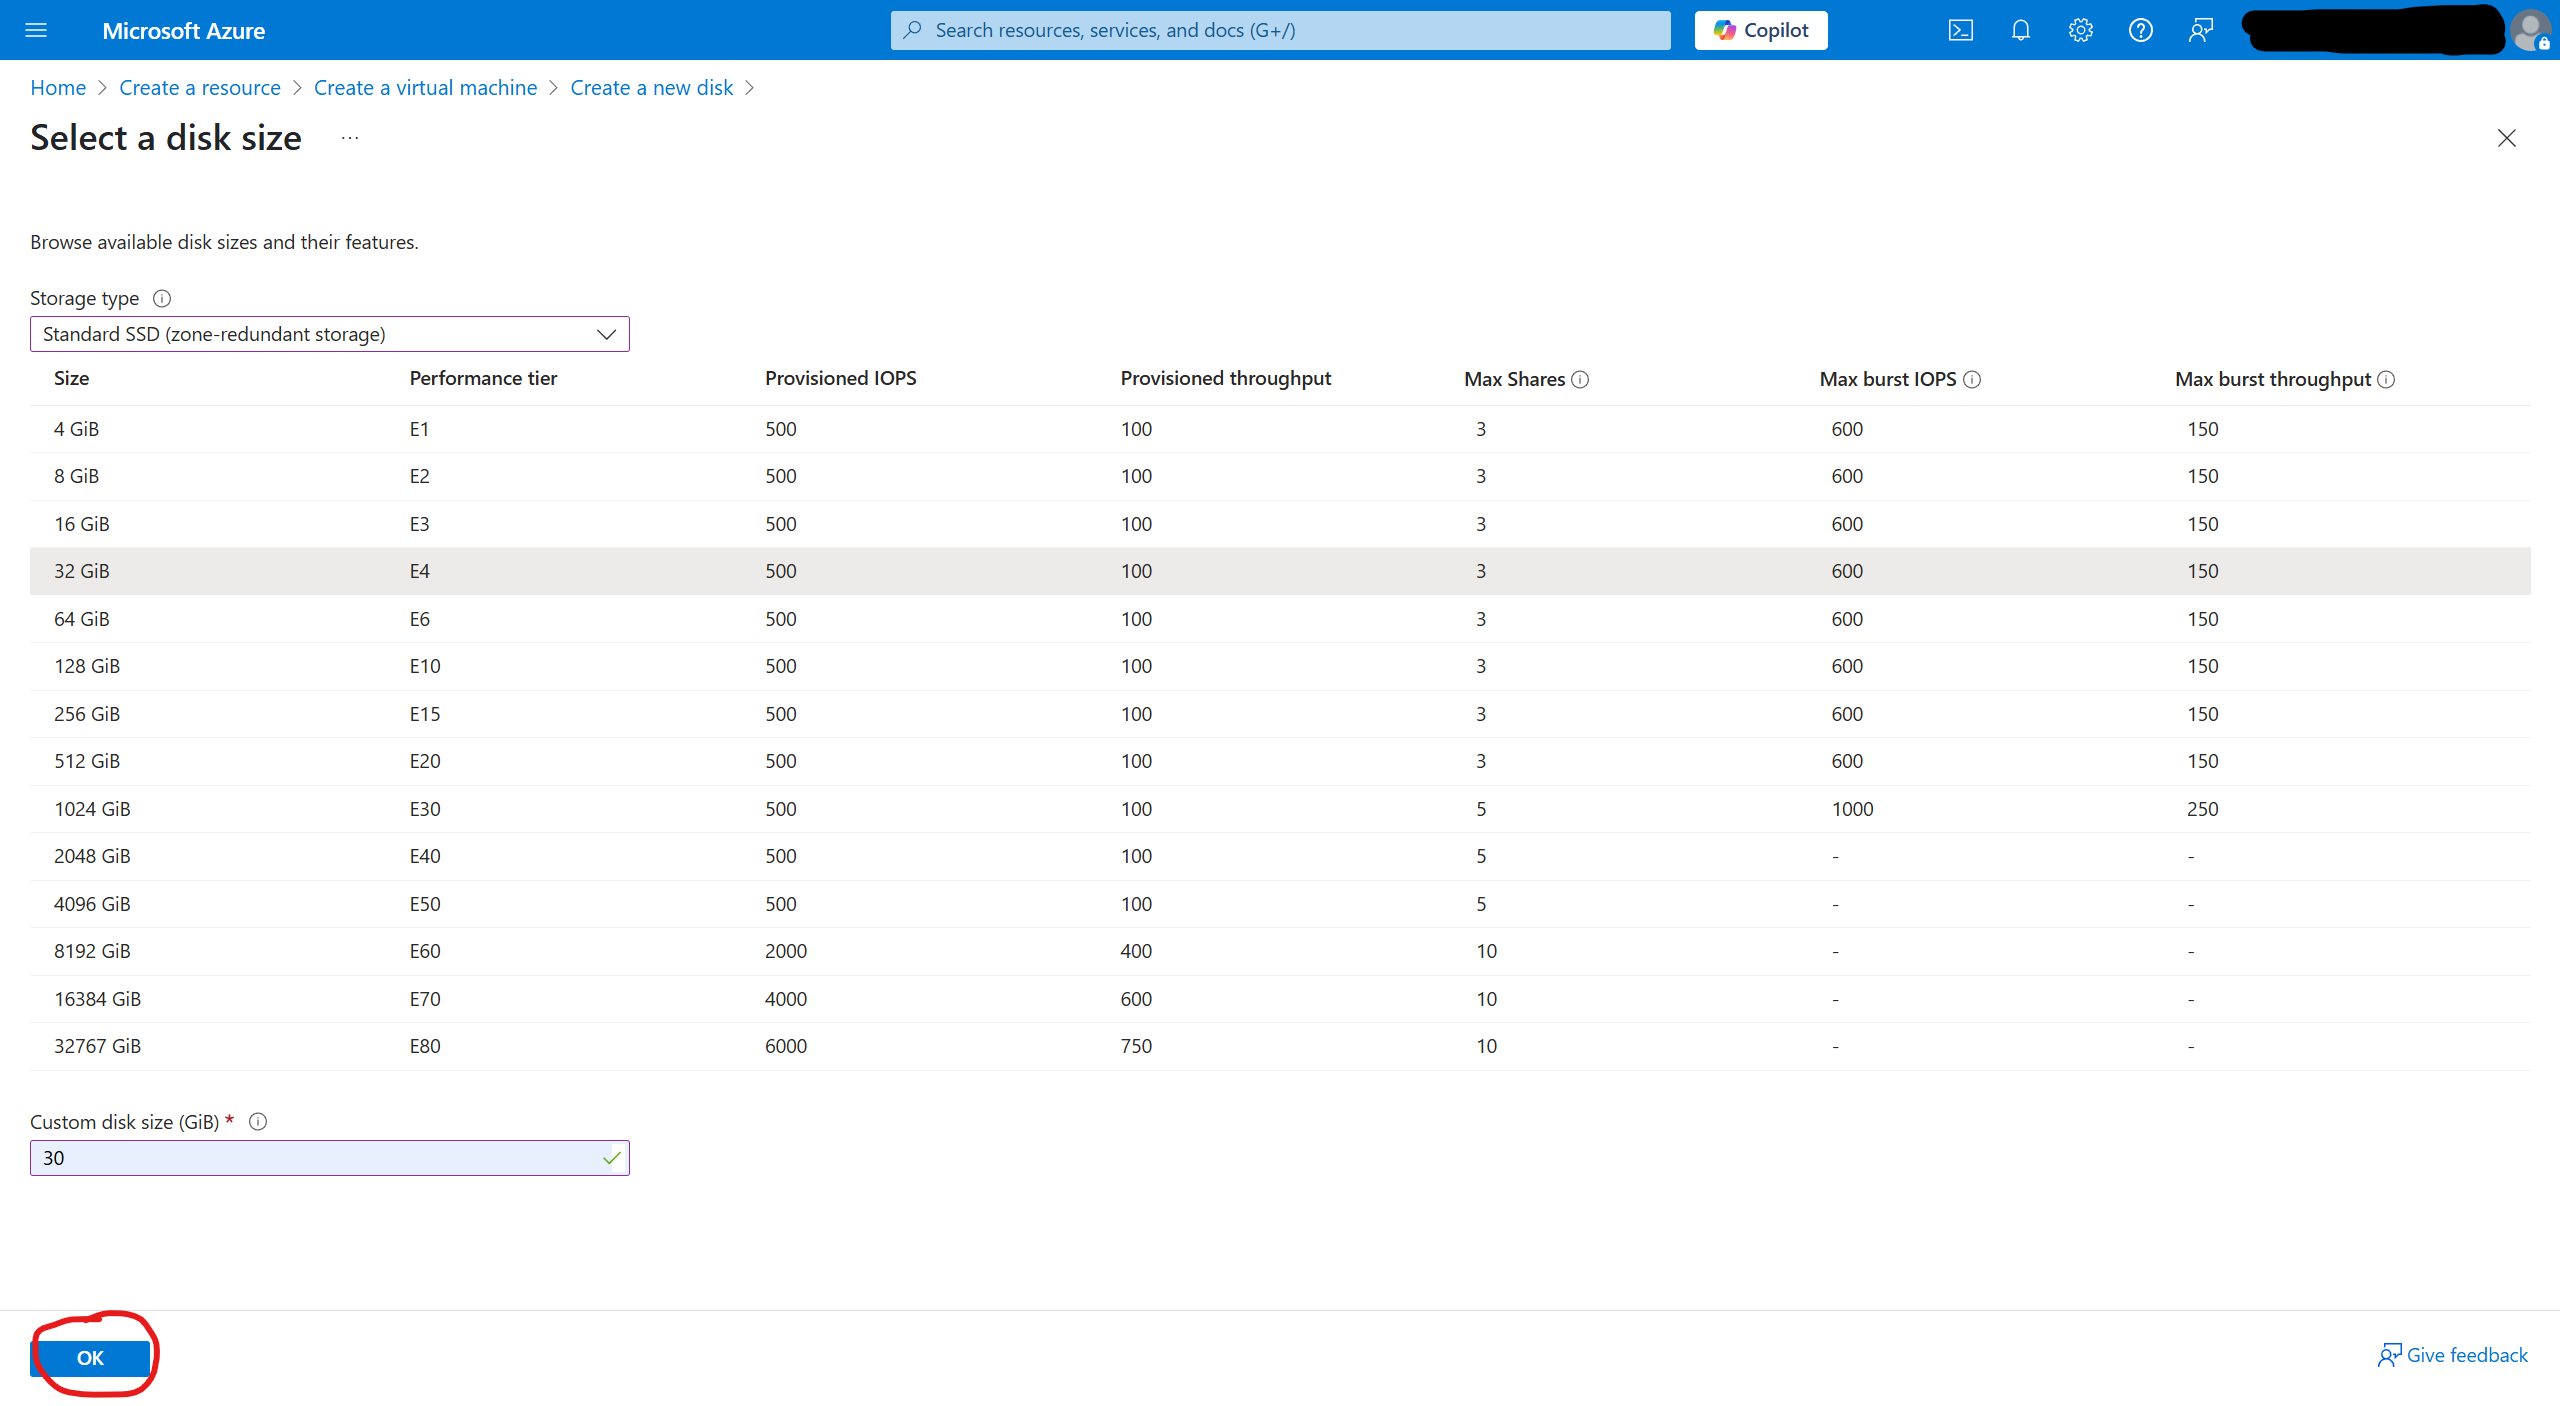 Microsoft Azure
Search resources, services, and docs (G+/)
Copilot
Home > Create a resource > Create a virtual machine > Create a new disk >
Select a disk size ...
Browse available disk sizes and their features.
Storage type
Standard SSD (zone-redundant storage)
Size Performance tier Provisioned IOPS Provisioned throughput Max Shares Max burst IOPS Max burst throughput
4 GiB E1 500 100 3 600 150
8 GiB E2 500 100 3 600 150
16 GiB E3 500 100 3 600 150
32 GiB E4 500 100 3 600 150
64 GiB E6 500 100 3 600 150
128 GiB E10 500 100 3 600 150
256 GiB E15 500 100 3 600 150
512 GiB E20 500 100 3 600 150
1024 GiB E30 500 100 5 1000 250
2048 GiB E40 500 100 5 - -
4096 GiB E50 500 100 5 - -
8192 GiB E60 2000 400 10 - -
16384 GiB E70 4000 600 10 - -
32767 GiB E80 6000 750 10 - -
Custom disk size (GiB) *
30
OK
Give feedback